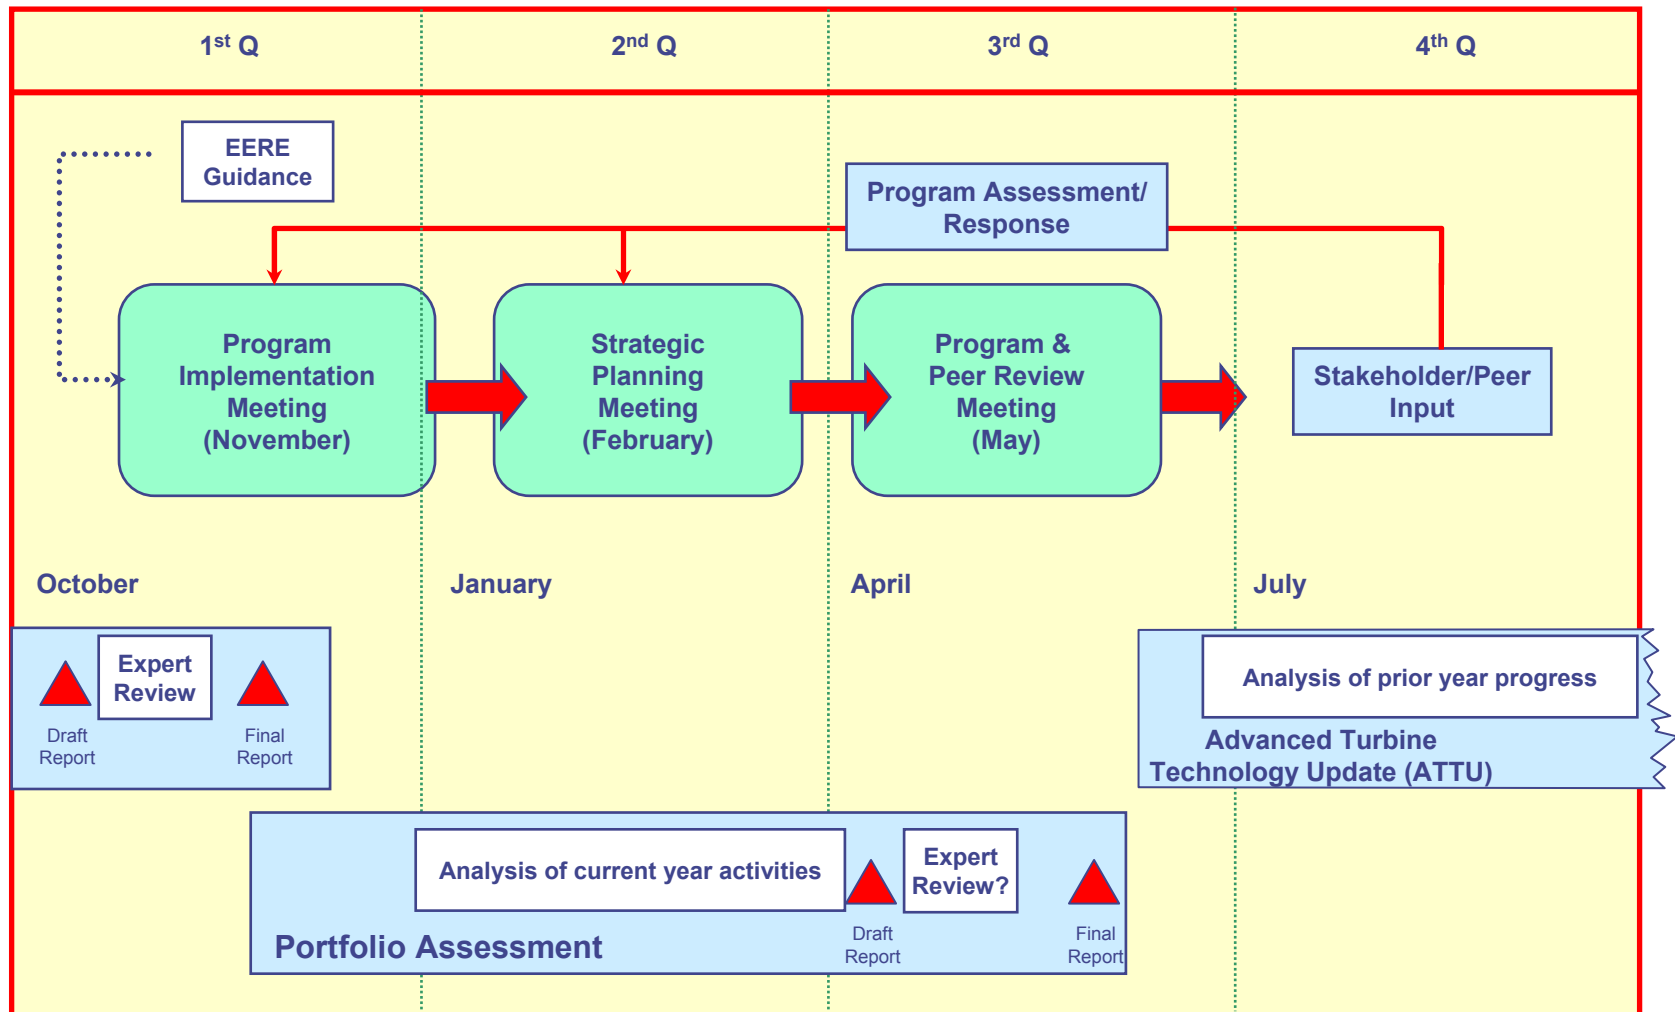 1st Q
2nd Q
3rd Q
4th Q
EERE
Guidance
Program Assessment/
Response
Program
Implementation
Meeting
(November)
Strategic
Planning
Meeting
(February)
Program &
Peer Review
Meeting
(May)
Stakeholder/Peer
Input
October
January
April
July
Expert
Review
Draft
Report
Final
Report
Analysis of prior year progress
Advanced Turbine
Technology Update (ATTU)
Analysis of current year activities
Expert
Review?
Draft
Report
Final
Report
Portfolio Assessment